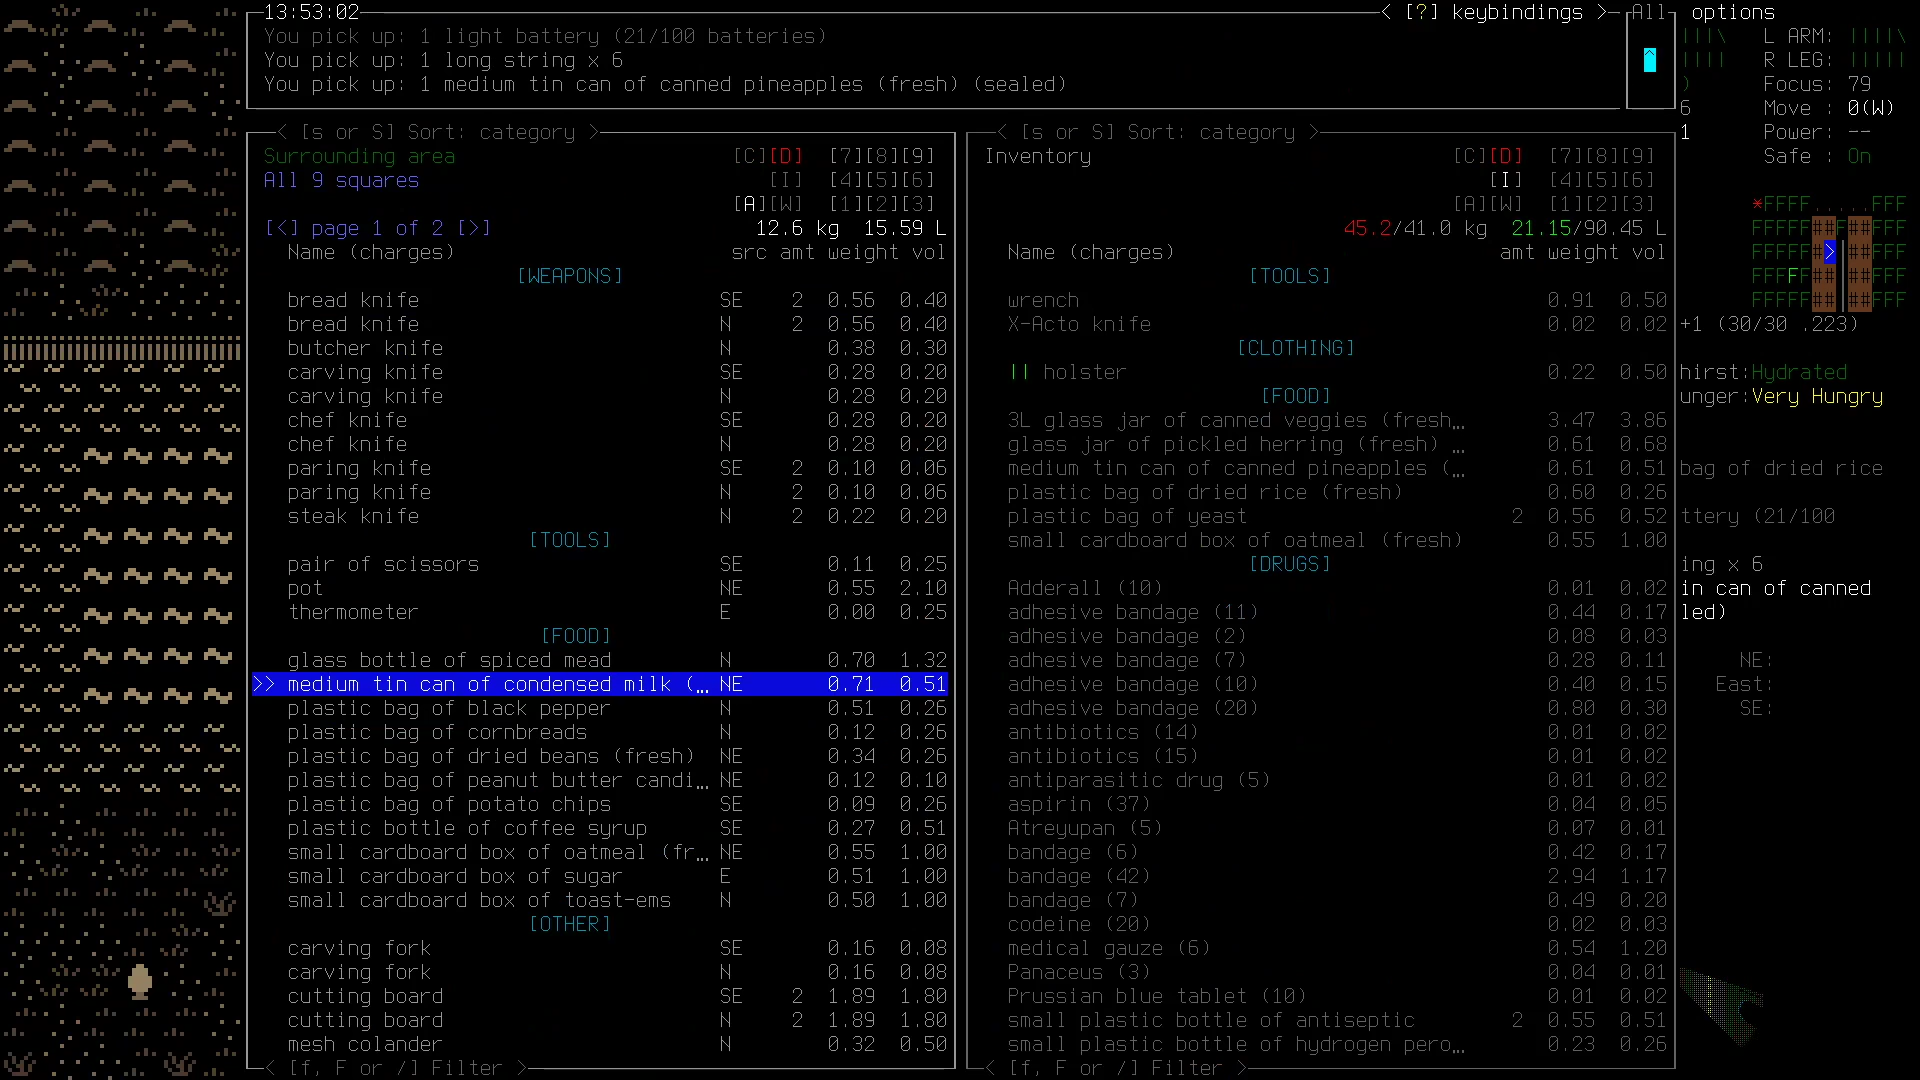 13:53:02 < [?] keybindings > All options
You pick up: 1 light battery (21/100 batteries) L ARM: ||||\
You pick up: 1 long string x 6 R LEG: |||||
You pick up: 1 medium tin can of canned pineapples (fresh) (sealed) ) Focus: 79
6 Move : 0(W)
< [s or S] Sort: category > < [s or S] Sort: category > 1 Power: --
Surrounding area [C][D] [7][8][9] Inventory [C][D] [7][8][9] Safe : On
All 9 squares [I] [4][5][6] [I] [4][5][6]
[A][W] [1][2][3] [A][W] [1][2][3] *FFFF.....FFF
[<] page 1 of 2 [>] 12.6 kg 15.59 L 45.2/41.0 kg 21.15/90.45 L FFFFF##F##FFF
Name (charges) src amt weight vol Name (charges) amt weight vol FFFFF#>|##FFF
[WEAPONS] [TOOLS] FFFFF##|##FFF
bread knife SE 2 0.56 0.40 wrench 0.91 0.50 FFFFF##|##FFF
bread knife N 2 0.56 0.40 X-Acto knife 0.02 0.02 +1 (30/30 .223)
butcher knife N 0.38 0.30 [CLOTHING]
carving knife SE 0.28 0.20 || holster 0.22 0.50 hirst:Hydrated
carving knife N 0.28 0.20 [FOOD] unger:Very Hungry
chef knife SE 0.28 0.20 3L glass jar of canned veggies (fresh… 3.47 3.86
chef knife N 0.28 0.20 glass jar of pickled herring (fresh) … 0.61 0.68
paring knife SE 2 0.10 0.06 medium tin can of canned pineapples (… 0.61 0.51 bag of dried rice
paring knife N 2 0.10 0.06 plastic bag of dried rice (fresh) 0.60 0.26
steak knife N 2 0.22 0.20 plastic bag of yeast 2 0.56 0.52 ttery (21/100
[TOOLS] small cardboard box of oatmeal (fresh) 0.55 1.00
pair of scissors SE 0.11 0.25 [DRUGS] ing x 6
pot NE 0.55 2.10 Adderall (10) 0.01 0.02 in can of canned
thermometer E 0.00 0.25 adhesive bandage (11) 0.44 0.17 led)
[FOOD] adhesive bandage (2) 0.08 0.03
glass bottle of spiced mead N 0.70 1.32 adhesive bandage (7) 0.28 0.11 NE:
>> medium tin can of condensed milk (… NE 0.71 0.51 adhesive bandage (10) 0.40 0.15 East:
plastic bag of black pepper N 0.51 0.26 adhesive bandage (20) 0.80 0.30 SE:
plastic bag of cornbreads N 0.12 0.26 antibiotics (14) 0.01 0.02
plastic bag of dried beans (fresh) NE 0.34 0.26 antibiotics (15) 0.01 0.02
plastic bag of peanut butter candi… NE 0.12 0.10 antiparasitic drug (5) 0.01 0.02
plastic bag of potato chips SE 0.09 0.26 aspirin (37) 0.04 0.05
plastic bottle of coffee syrup SE 0.27 0.51 Atreyupan (5) 0.07 0.01
small cardboard box of oatmeal (fr… NE 0.55 1.00 bandage (6) 0.42 0.17
small cardboard box of sugar E 0.51 1.00 bandage (42) 2.94 1.17
small cardboard box of toast-ems N 0.50 1.00 bandage (7) 0.49 0.20
[OTHER] codeine (20) 0.02 0.03
carving fork SE 0.16 0.08 medical gauze (6) 0.54 1.20
carving fork N 0.16 0.08 Panaceus (3) 0.04 0.01
cutting board SE 2 1.89 1.80 Prussian blue tablet (10) 0.01 0.02
cutting board N 2 1.89 1.80 small plastic bottle of antiseptic 2 0.55 0.51
mesh colander N 0.32 0.50 small plastic bottle of hydrogen pero… 0.23 0.26
< [f, F or /] Filter > < [f, F or /] Filter >